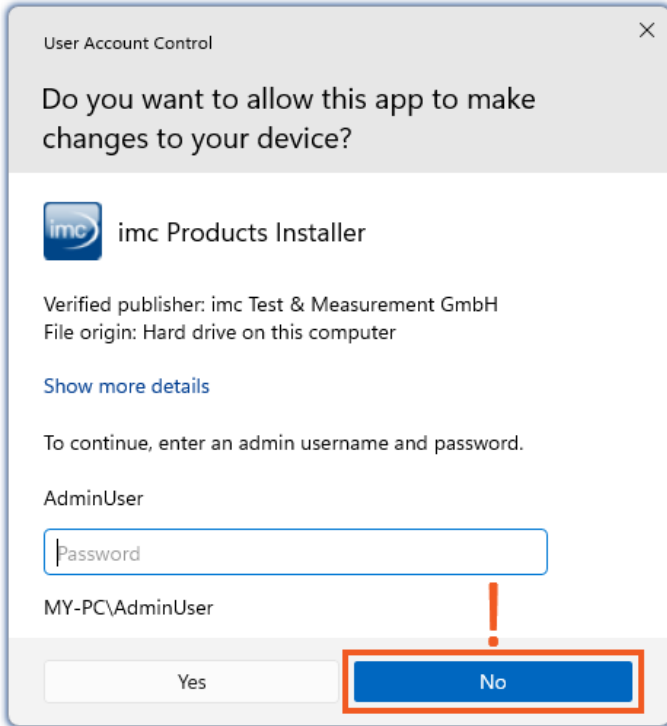 User Account Control
Do you want to allow this app to make
changes to your device?
imc
imc Products Installer
Verified publisher: imc Test & Measurement GmbH
File origin: Hard drive on this computer
Show more details
To continue, enter an admin username and password.
AdminUser
Password
MY-PC\AdminUser
!
Yes
No